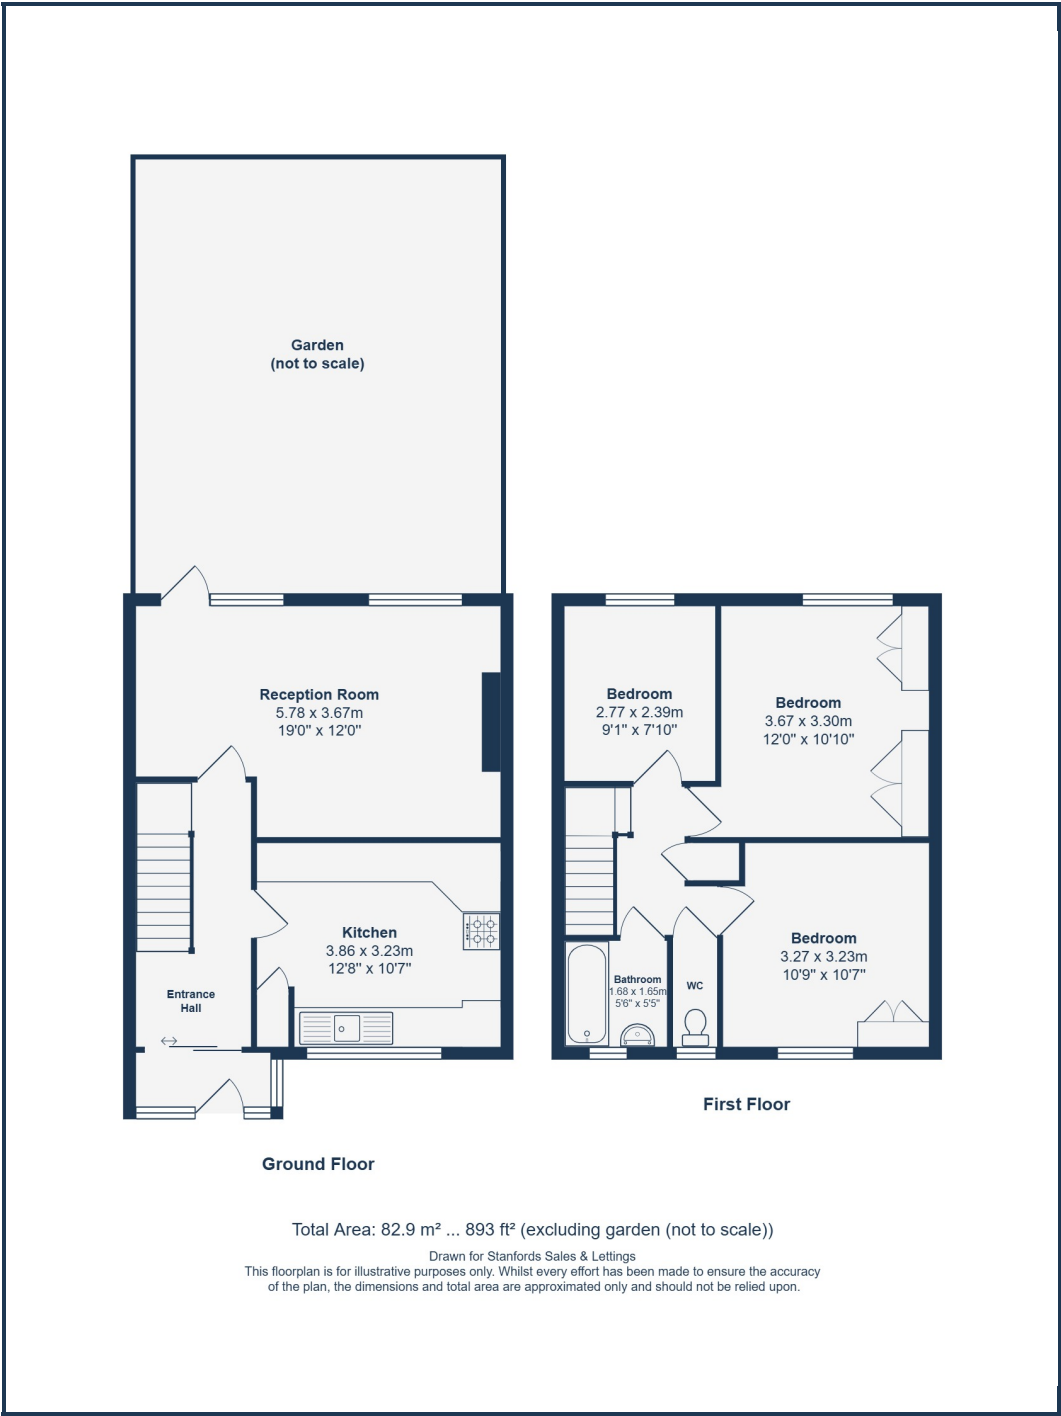 Garden
(not to scale)
Reception Room
5.78 x 3.67m
19'0" x 12'0"
Kitchen
3.86 x 3.23m
12'8" x 10'7"
Entrance
Hall
Ground Floor
Bedroom
2.77 x 2.39m
9'1" x 7'10"
Bedroom
3.67 x 3.30m
12'0" x 10'10"
Bedroom
3.27 x 3.23m
10'9" x 10'7"
Bathroom
1.68 x 1.65m
5'6" x 5'5"
WC
First Floor
Total Area: 82.9 m² ... 893 ft² (excluding garden (not to scale))
Drawn for Stanfords Sales & Lettings
This floorplan is for illustrative purposes only. Whilst every effort has been made to ensure the accuracy
of the plan, the dimensions and total area are approximated only and should not be relied upon.